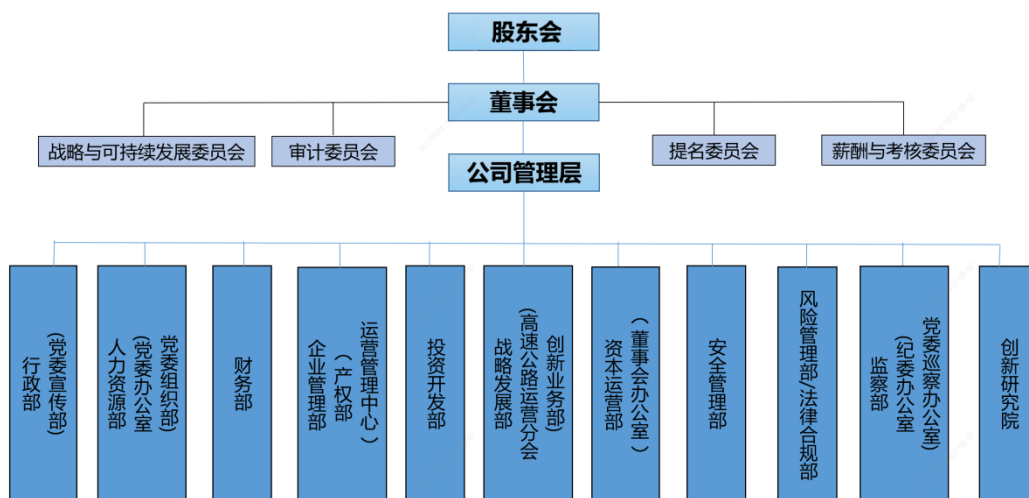 股东会
董事会
战略与可持续发展委员会
审计委员会
提名委员会
薪酬与考核委员会
公司管理层
行政部
(党委宣传部)
人力资源部
(党委办公室
党委组织部)
财务部
企业管理部
（产权部
运营管理中心）
投资开发部
战略发展部
(高速公路运营分会
创新业务部)
资本运营部
（董事会办公室）
安全管理部
风险管理部/法律合规部
监察部
(纪委办公室
党委巡察办公室)
创新研究院